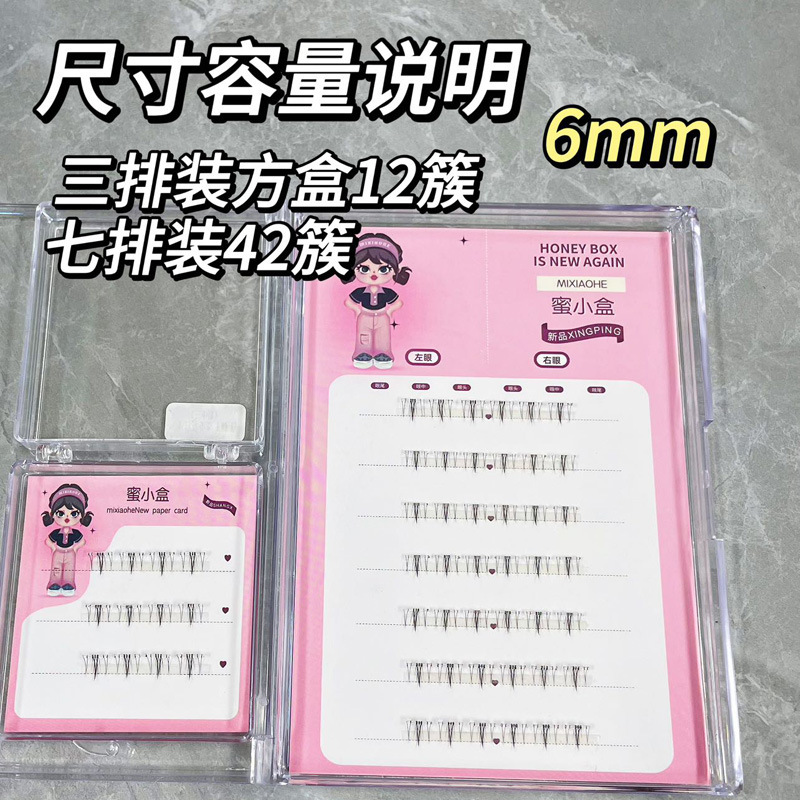 尺寸容量说明
6mm
三排装方盒12簇
七排装42簇
HONEY BOX
IS NEW AGAIN
MIXIAOHE
蜜小盒
新品XINGPING
左眼
右眼
MIXIAOHE
蜜小盒
mixiaoheNew paper card